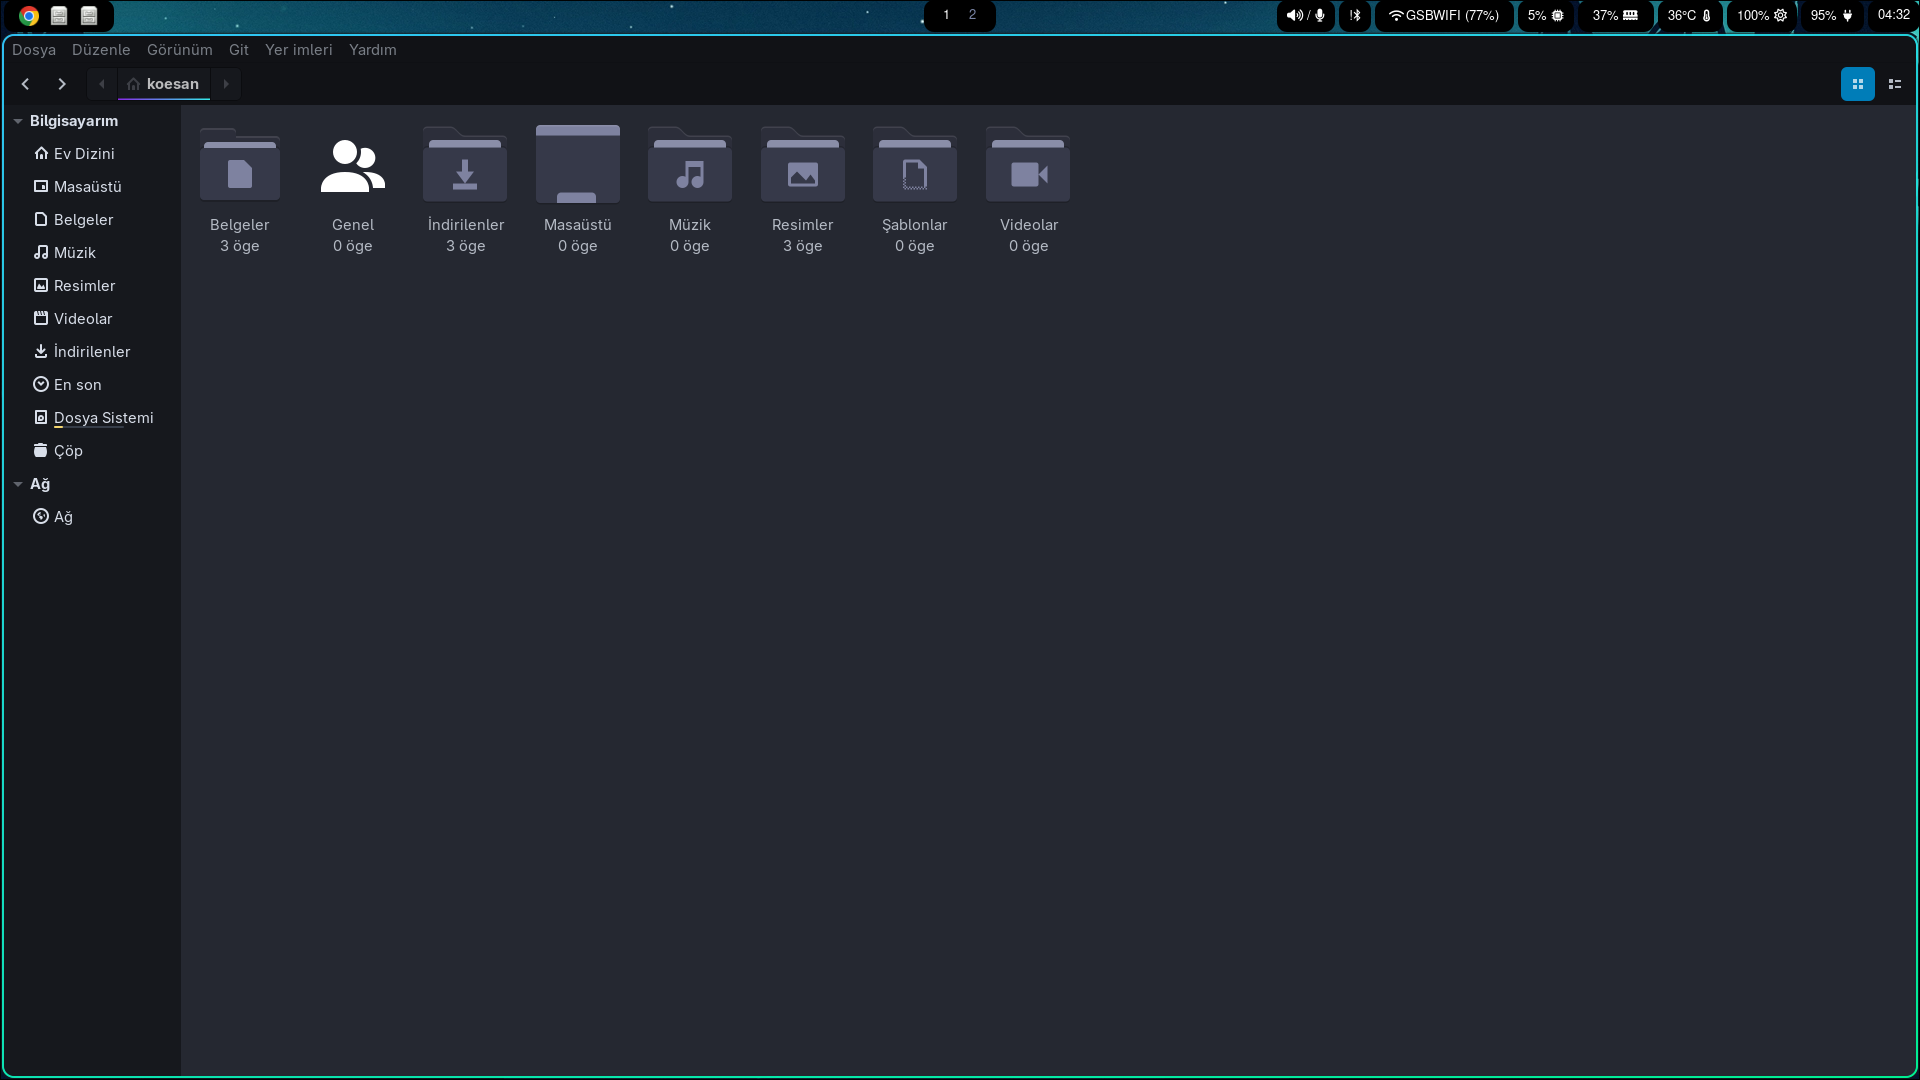 1 2
/
!
GSBWIFI (77%)
5%
37%
36°C
100%
95%
04:32
Dosya Düzenle Görünüm Git Yer imleri Yardım
koesan
Bilgisayarım
Ev Dizini
Masaüstü
Belgeler
Müzik
Resimler
Videolar
İndirilenler
En son
Dosya Sistemi
Çöp
Ağ
Ağ
Belgeler
3 öge
Genel
0 öge
İndirilenler
3 öge
Masaüstü
0 öge
Müzik
0 öge
Resimler
3 öge
Şablonlar
0 öge
Videolar
0 öge